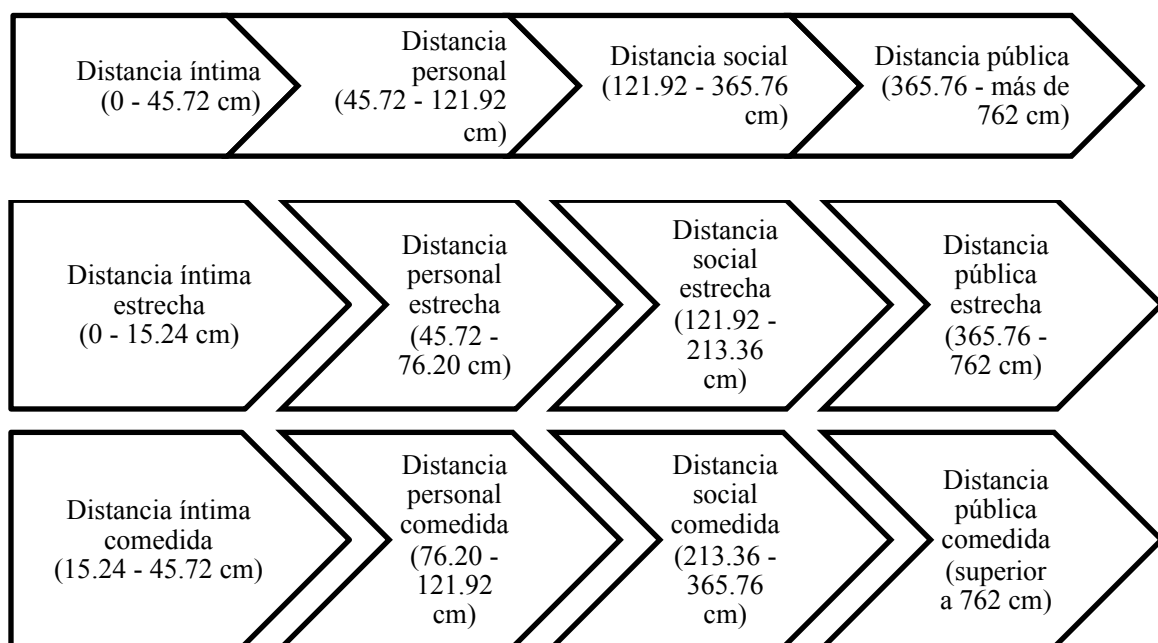 Distancia íntima
(0 - 45.72 cm)
Distancia
personal
(45.72 - 121.92
cm)
Distancia social
(121.92 - 365.76
cm)
Distancia pública
(365.76 - más de
762 cm)
Distancia íntima
estrecha
(0 - 15.24 cm)
Distancia
personal
estrecha
(45.72 -
76.20 cm)
Distancia
social
estrecha
(121.92 -
213.36
cm)
Distancia
pública
estrecha
(365.76 -
762 cm)
Distancia íntima
comedida
(15.24 - 45.72 cm)
Distancia
personal
comedida
(76.20 -
121.92
cm)
Distancia
social
comedida
(213.36 -
365.76
cm)
Distancia
pública
comedida
(superior
a 762 cm)